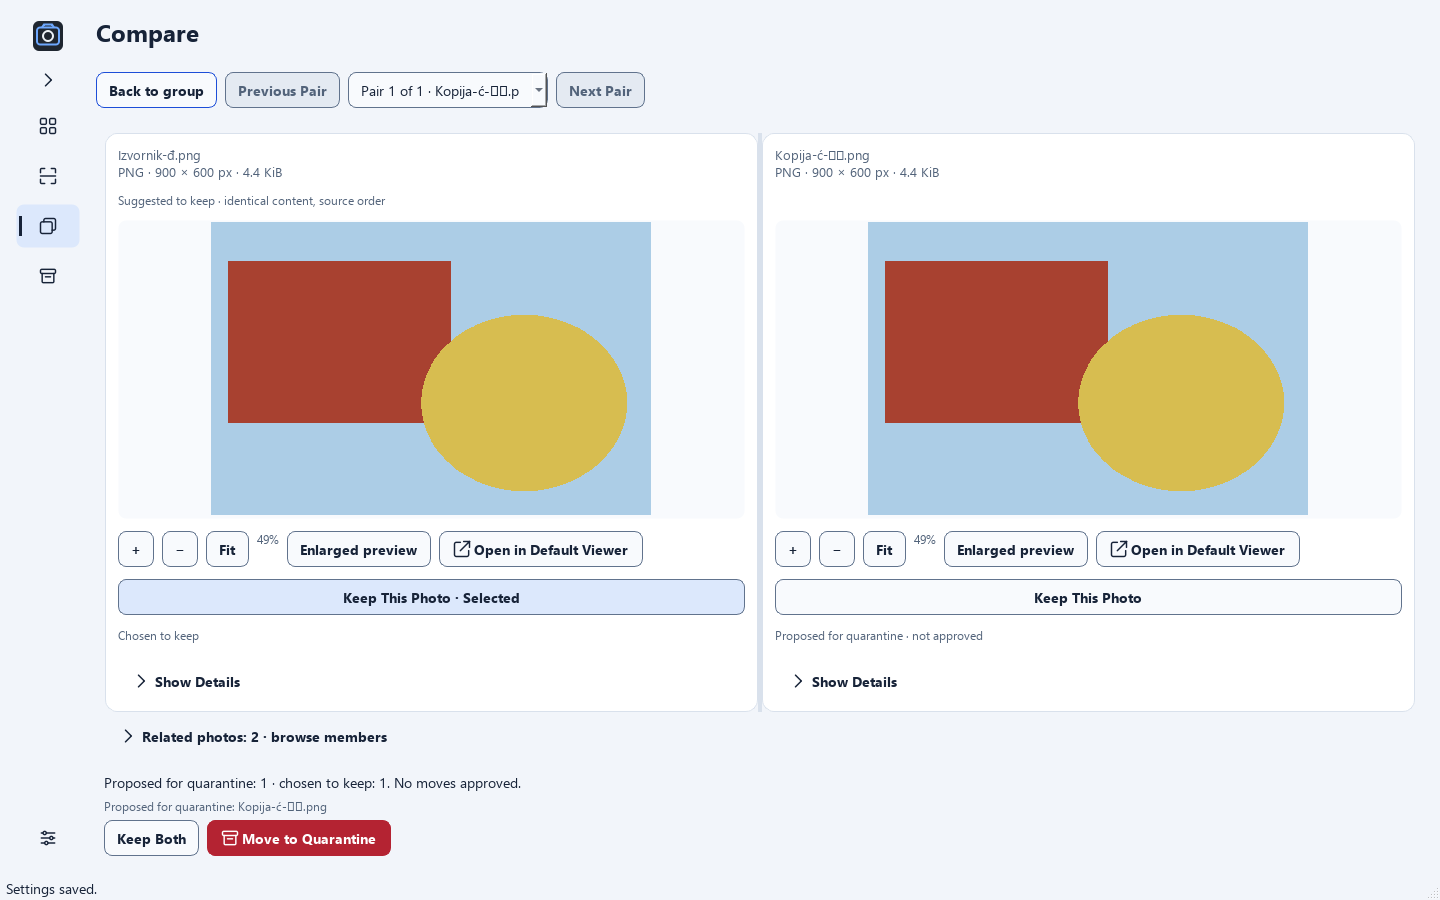 Compare
Back to group
Previous Pair
Pair 1 of 1 · Kopija-ć-▯▯.p
Next Pair
Izvornik-đ.png
PNG · 900 × 600 px · 4.4 KiB
Suggested to keep · identical content, source order
+
−
Fit
49%
Enlarged preview
Open in Default Viewer
Keep This Photo · Selected
Chosen to keep
Show Details
Kopija-ć-▯▯.png
PNG · 900 × 600 px · 4.4 KiB
+
−
Fit
49%
Enlarged preview
Open in Default Viewer
Keep This Photo
Proposed for quarantine · not approved
Show Details
Related photos: 2 · browse members
Proposed for quarantine: 1 · chosen to keep: 1. No moves approved.
Proposed for quarantine: Kopija-ć-▯▯.png
Keep Both
Move to Quarantine
Settings saved.